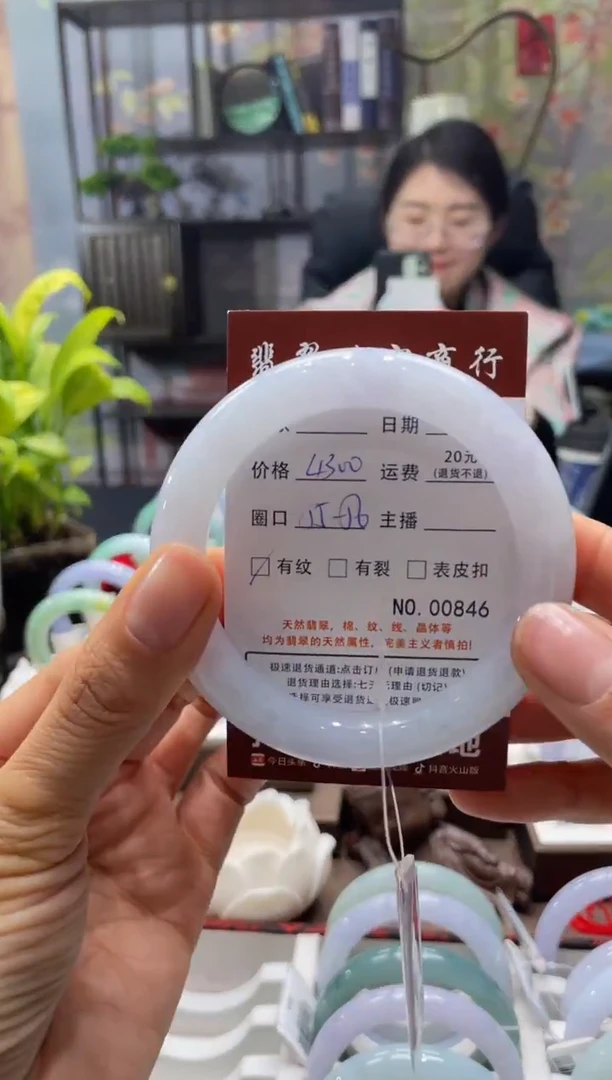 翡翠 商行
日期
价格 4300 运费 20元
(退货不退)
圈口 主播
有纹 有裂 表皮扣
NO. 00846
天然翡翠，棉、纹、线、晶体等
均为翡翠的天然属性。完美主义者慎拍!
极速退货通道:点击订 (申请退货退款)
退货理由选择:七天 理由 (切记)
择可享受退货 极速
今日头条 抖音火山版